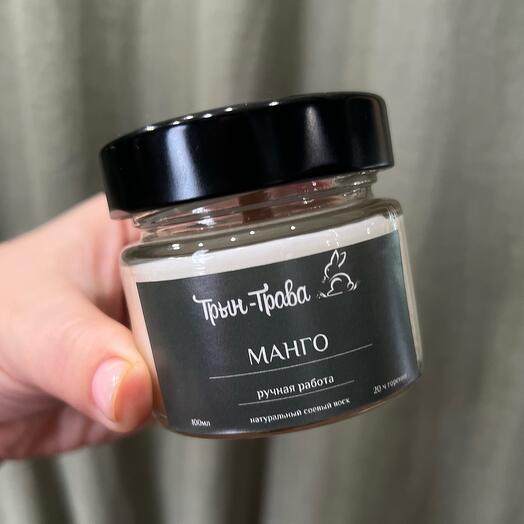 Трын-Трава
МАНГО
ручная работа
100мл
20 ч горения
натуральный соевый воск